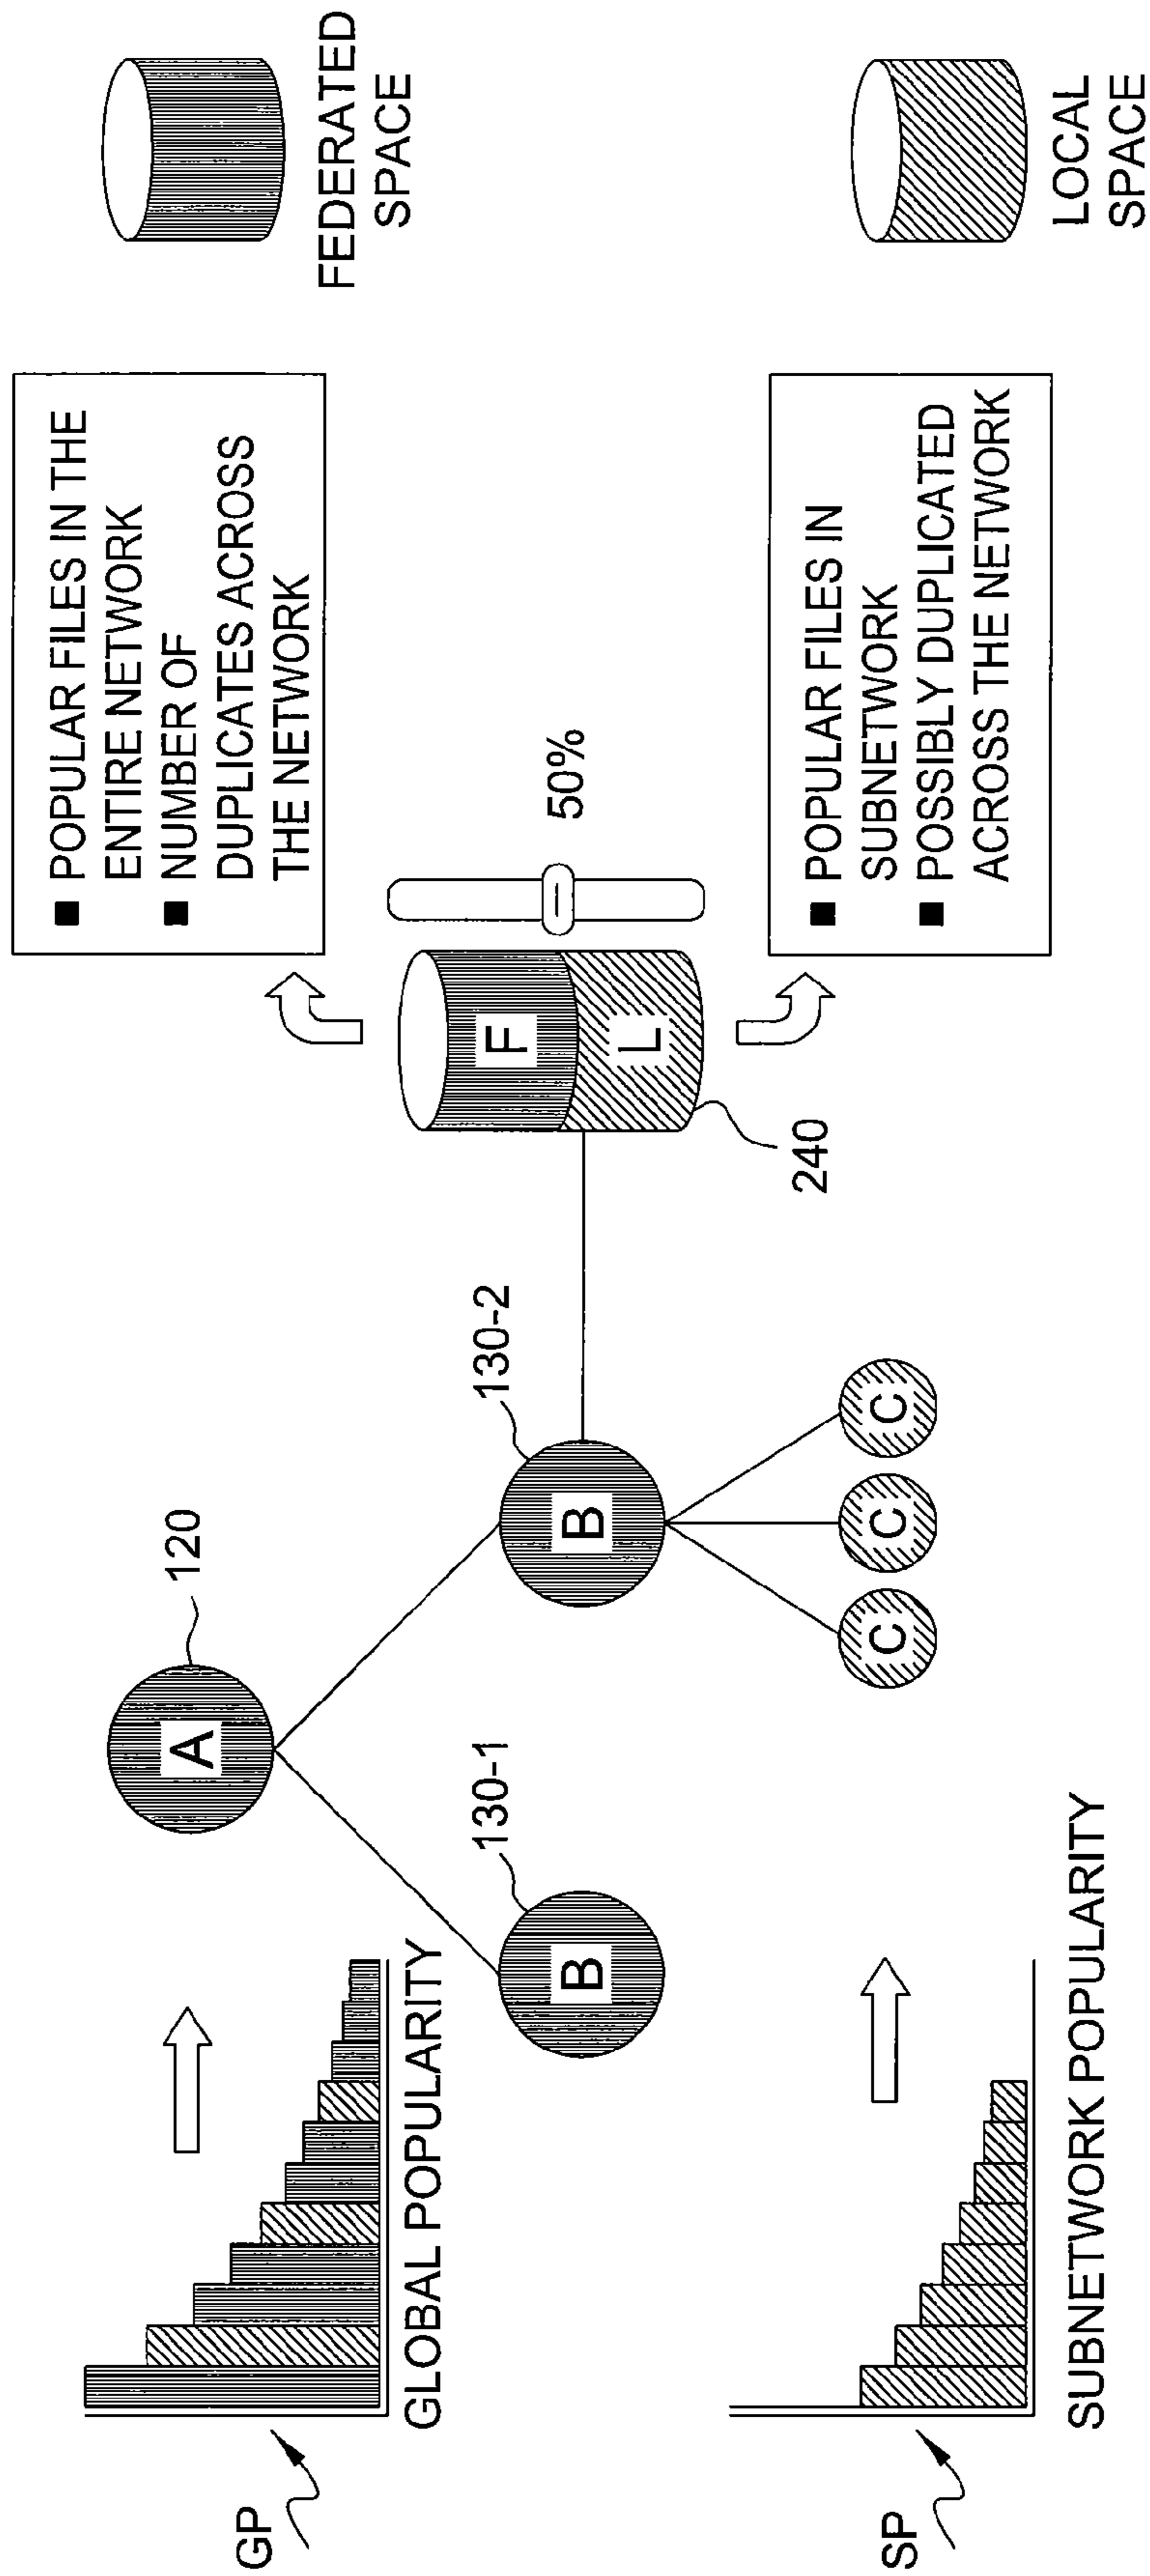 GP
GLOBAL POPULARITY
SP
SUBNETWORK POPULARITY
A
120
B
130-1
B
130-2
C
C
C
F
L
240
50%
■ POPULAR FILES IN THE
ENTIRE NETWORK
■ NUMBER OF
DUPLICATES ACROSS
THE NETWORK
■ POPULAR FILES IN
SUBNETWORK
■ POSSIBLY DUPLICATED
ACROSS THE NETWORK
FEDERATED
SPACE
LOCAL
SPACE